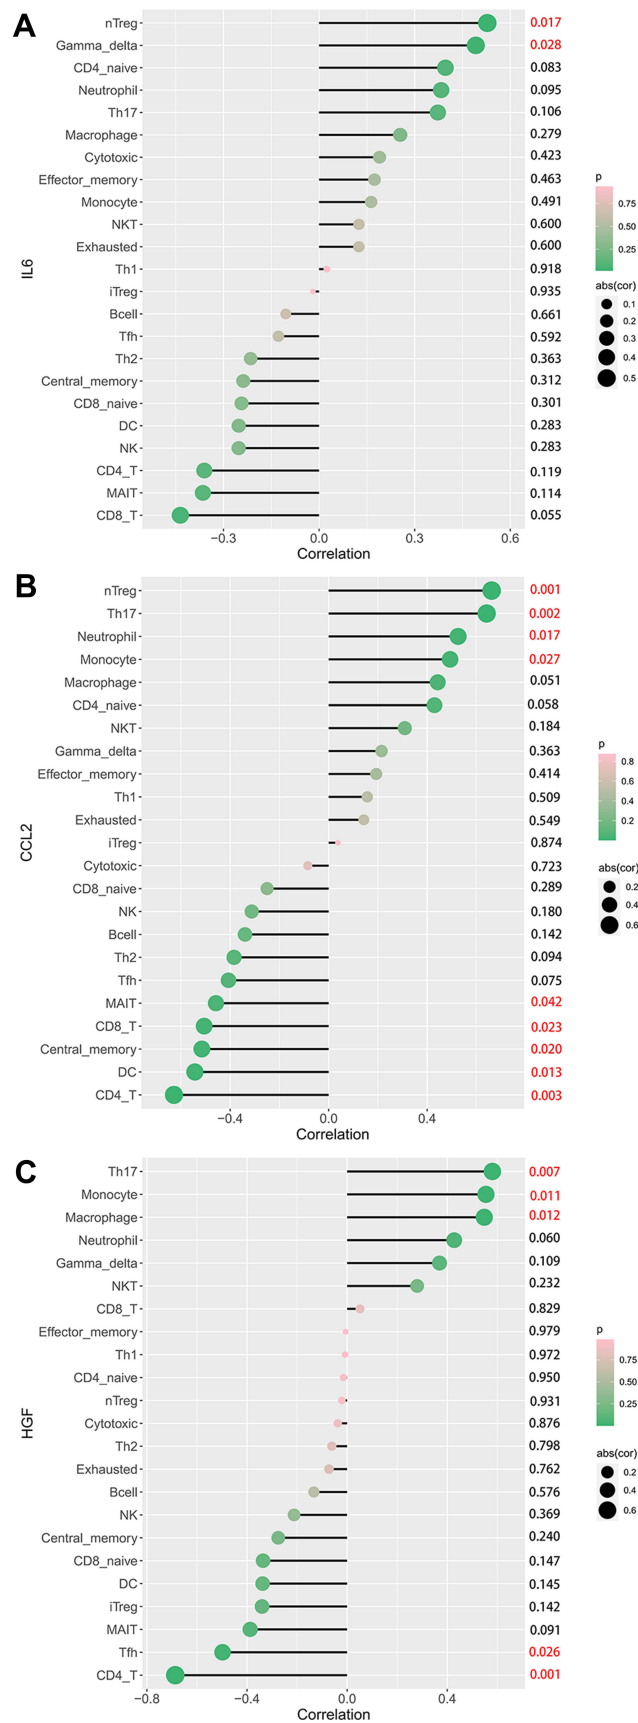 A
nTreg 0.017
Gamma_delta 0.028
CD4_naive 0.083
Neutrophil 0.095
Th17 0.106
Macrophage 0.279
Cytotoxic 0.423
Effector_memory 0.463
Monocyte 0.491
NKT 0.600
Exhausted 0.600
Th1 0.918
iTreg 0.935
Bcell 0.661
Tfh 0.592
Th2 0.363
Central_memory 0.312
CD8_naive 0.301
DC 0.283
NK 0.283
CD4_T 0.119
MAIT 0.114
CD8_T 0.055
IL6
−0.3 0.0 0.3 0.6
Correlation
p
0.75
0.50
0.25
abs(cor)
0.1
0.2
0.3
0.4
0.5
B
nTreg 0.001
Th17 0.002
Neutrophil 0.017
Monocyte 0.027
Macrophage 0.051
CD4_naive 0.058
NKT 0.184
Gamma_delta 0.363
Effector_memory 0.414
Th1 0.509
Exhausted 0.549
iTreg 0.874
Cytotoxic 0.723
CD8_naive 0.289
NK 0.180
Bcell 0.142
Th2 0.094
Tfh 0.075
MAIT 0.042
CD8_T 0.023
Central_memory 0.020
DC 0.013
CD4_T 0.003
CCL2
−0.4 0.0 0.4
Correlation
p
0.8
0.6
0.4
0.2
abs(cor)
0.2
0.4
0.6
C
Th17 0.007
Monocyte 0.011
Macrophage 0.012
Neutrophil 0.060
Gamma_delta 0.109
NKT 0.232
CD8_T 0.829
Effector_memory 0.979
Th1 0.972
CD4_naive 0.950
nTreg 0.931
Cytotoxic 0.876
Th2 0.798
Exhausted 0.762
Bcell 0.576
NK 0.369
Central_memory 0.240
CD8_naive 0.147
DC 0.145
iTreg 0.142
MAIT 0.091
Tfh 0.026
CD4_T 0.001
HGF
−0.8 −0.4 0.0 0.4
Correlation
p
0.75
0.50
0.25
abs(cor)
0.2
0.4
0.6